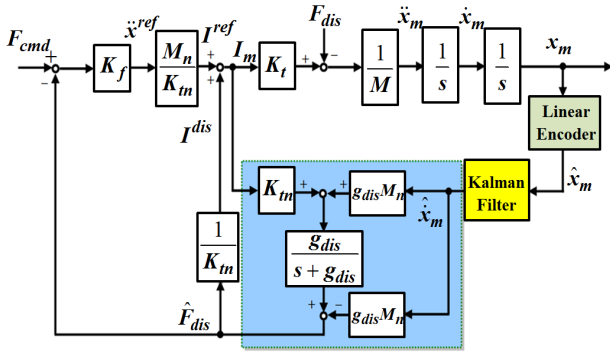 F_cmd + − K_f ẍ^ref M_n/K_tn I^ref + + I_m K_t F_dis + − 1/M ẍ_m 1/s ẋ_m 1/s x_m
I^dis
Linear
Encoder
x̂_m
Kalman
Filter
K_tn + + g_dis M_n
x̂̇_m
g_dis/(s + g_dis)
1/K_tn
+ − g_dis M_n
F̂_dis